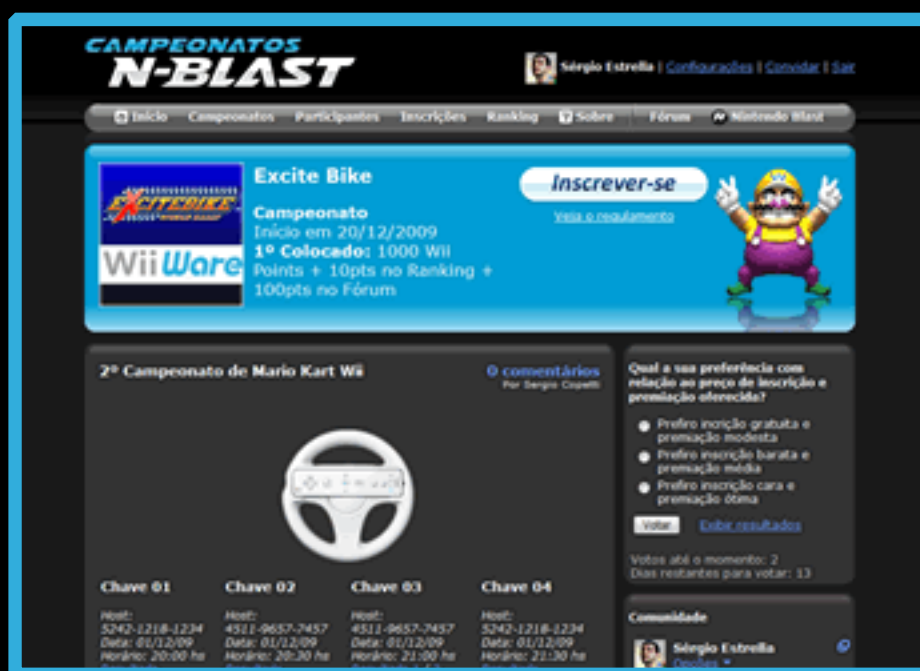 CAMPEONATOS
N-BLAST
Sérgio Estrella | Configurações | Convidar | Sair
Início Campeonatos Participantes Inscrições Ranking Sobre Fórum Nintendo Blast
EXCITEBIKE
WORLD RALLY
WiiWare
Excite Bike
Campeonato
Início em 20/12/2009
1º Colocado: 1000 Wii
Points + 10pts no Ranking +
100pts no Fórum
Inscrever-se
Veja o regulamento
2º Campeonato de Mario Kart Wii
0 comentários
Por Sergio
Chave 01
Host:
5242-1218-1234
Data: 01/12/09
Horário: 20:00 hs
Chave 02
Host:
4511-9657-7457
Data: 01/12/09
Horário: 20:30 hs
Chave 03
Host:
4511-9657-7457
Data: 01/12/09
Horário: 21:00 hs
Chave 04
Host:
5242-1218-1234
Data: 01/12/09
Horário: 21:30 hs
Qual a sua preferência com
relação ao preço de inscrição e
premiação oferecida?
Prefiro incrição gratuita e
premiação modesta
Prefiro inscrição barata e
premiação média
Prefiro inscrição cara e
premiação ótima
Votar Exibir resultados
Votos até o momento: 2
Dias restantes para votar: 13
Comunidade
Sérgio Estrella
Opções